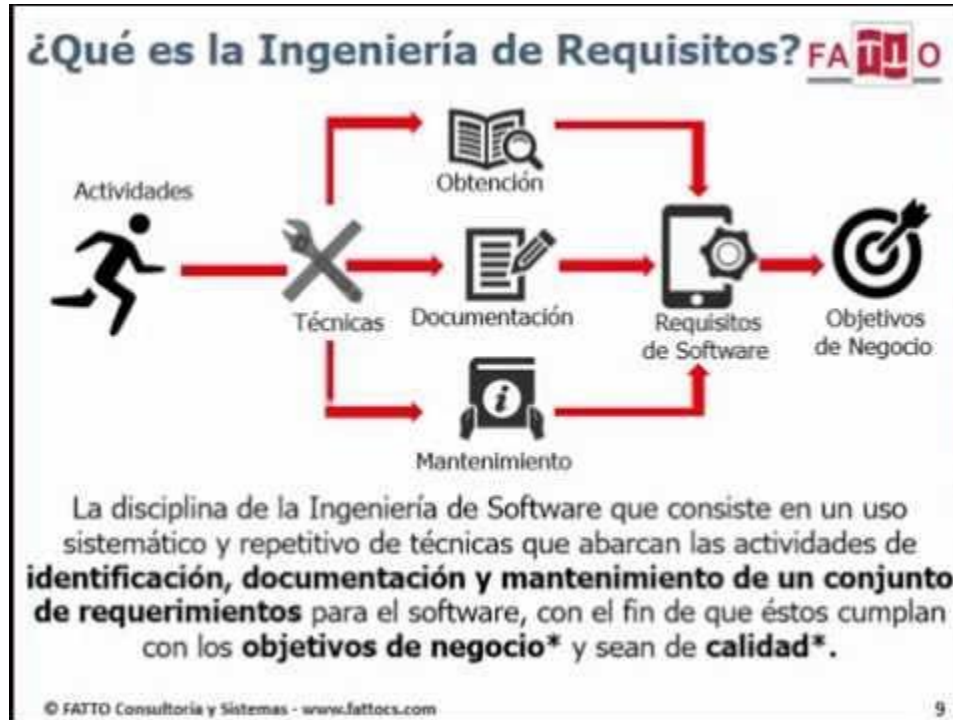 ¿Qué es la Ingeniería de Requisitos?
FATTO
Obtención
Actividades
Técnicas
Documentación
Requisitos
de Software
Objetivos
de Negocio
Mantenimiento
La disciplina de la Ingeniería de Software que consiste en un uso
sistemático y repetitivo de técnicas que abarcan las actividades de
identificación, documentación y mantenimiento de un conjunto
de requerimientos para el software, con el fin de que éstos cumplan
con los objetivos de negocio* y sean de calidad*.
© FATTO Consultoría y Sistemas - www.fattocs.com
9